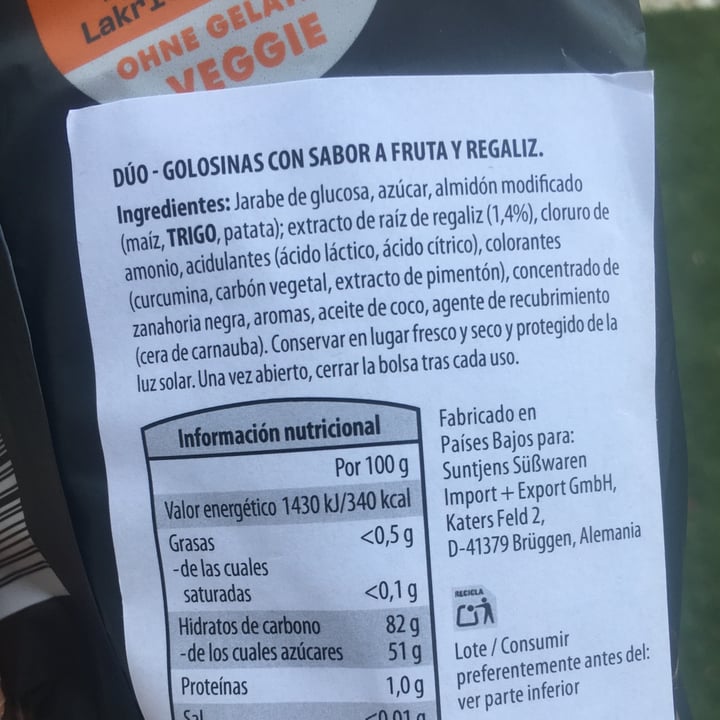 OHNE
VEGGIE
DÚO - GOLOSINAS CON SABOR A FRUTA Y REGALIZ.
Ingredientes: Jarabe de glucosa, azúcar, almidón modificado
(maíz, TRIGO, patata); extracto de raíz de regaliz (1,4%), cloruro de
amonio, acidulantes (ácido láctico, ácido cítrico), colorantes
(curcumina, carbón vegetal, extracto de pimentón), concentrado de
zanahoria negra, aromas, aceite de coco, agente de recubrimiento
(cera de carnauba). Conservar en lugar fresco y seco y protegido de la
luz solar. Una vez abierto, cerrar la bolsa tras cada uso.
Información nutricional
Por 100 g
Valor energético 1430 kJ/340 kcal
Grasas <0,5 g
-de las cuales
saturadas <0,1 g
Hidratos de carbono 82 g
-de los cuales azúcares 51 g
Proteínas 1,0 g
Sal <0,01 g
Fabricado en
Países Bajos para:
Suntjens Süßwaren
Import + Export GmbH,
Katers Feld 2,
D-41379 Brüggen, Alemania
RECICLA
Lote / Consumir
preferentemente antes del:
ver parte inferior